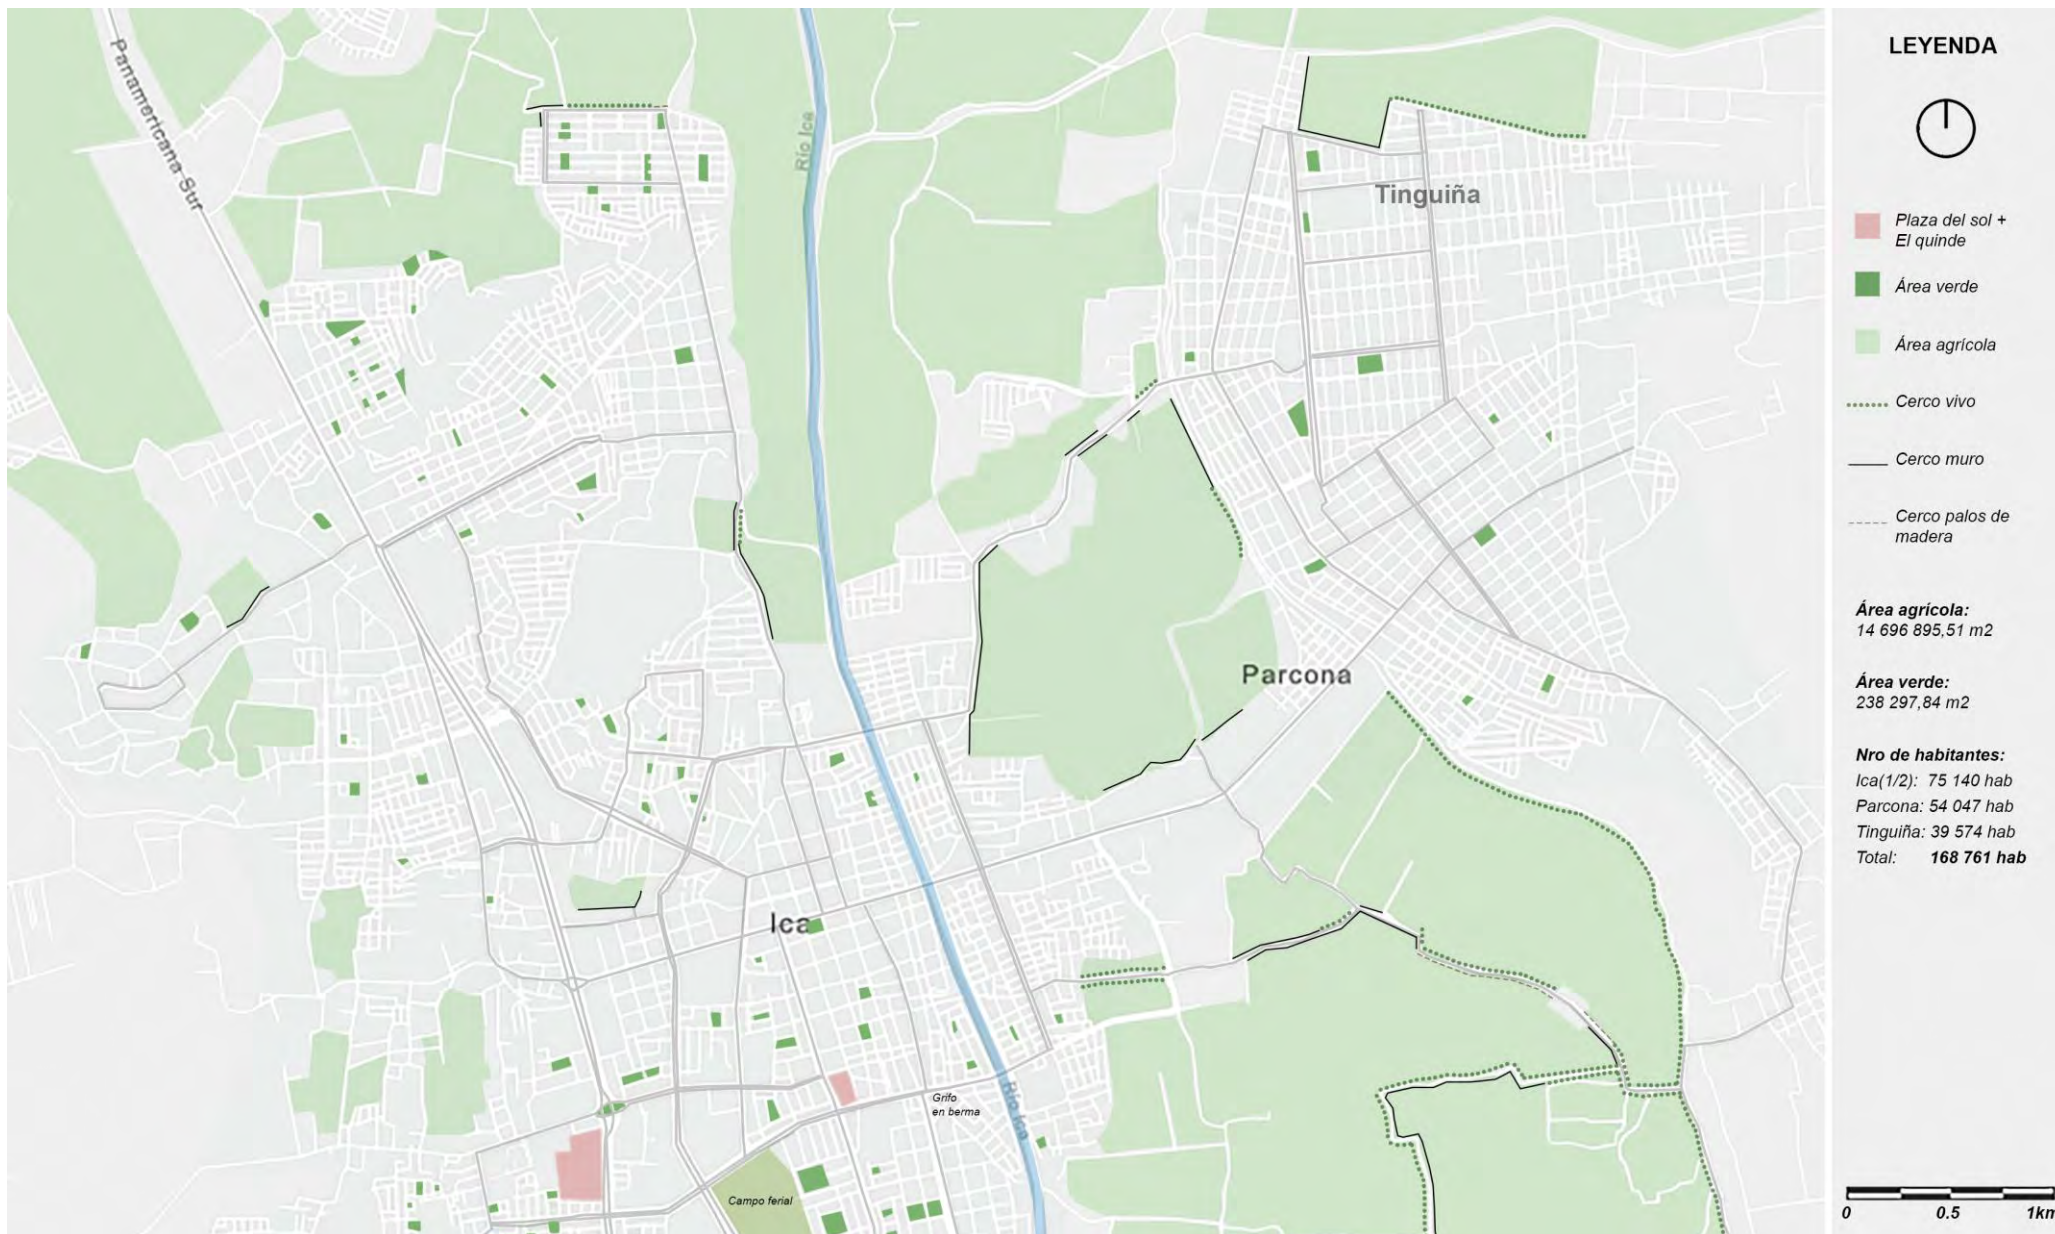 Panamericana Sur
Río Ica
Tinguiña
Parcona
Ica
Grifo
en berma
Río Ica
Campo ferial
LEYENDA
Plaza del sol +
El quinde
Área verde
Área agrícola
Cerco vivo
Cerco muro
Cerco palos de
madera
Área agrícola:
14 696 895,51 m2
Área verde:
238 297,84 m2
Nro de habitantes:
Ica(1/2): 75 140 hab
Parcona: 54 047 hab
Tinguiña: 39 574 hab
Total: 168 761 hab
0 0.5 1km